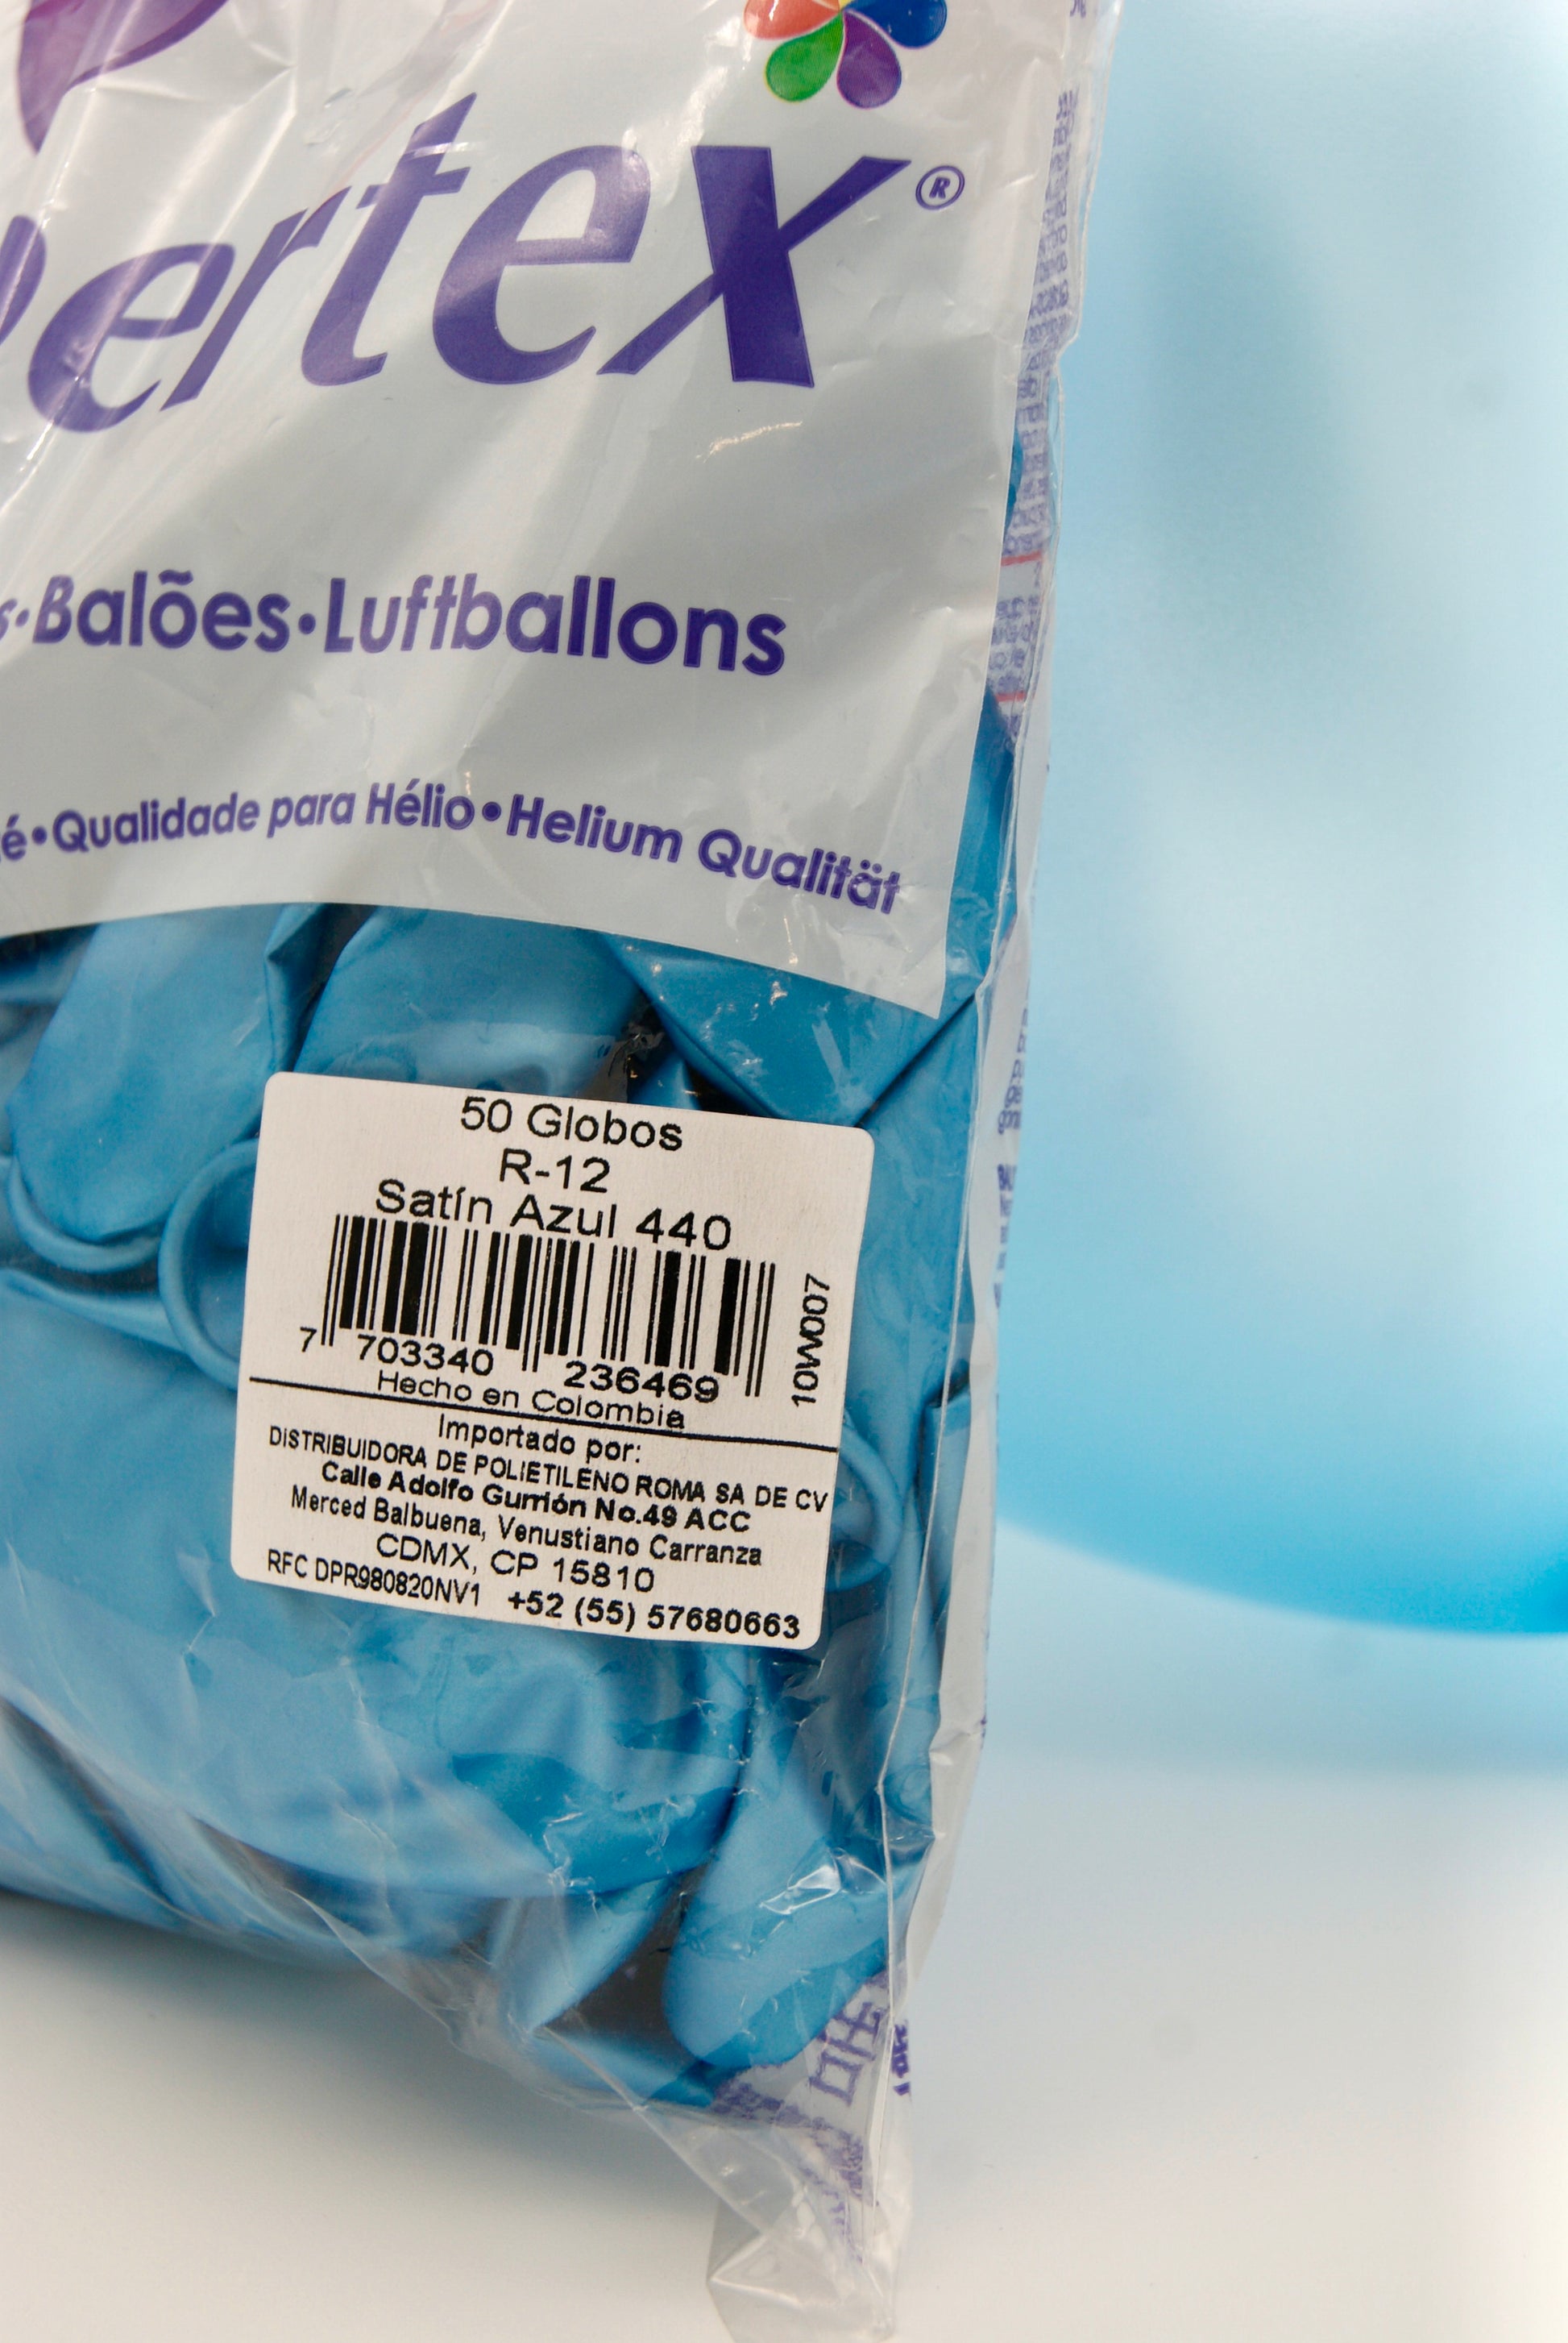 pertex®
s•Balões•Luftballons
é•Qualidade para Hélio•Helium Qualität
50 Globos
R-12
Satín Azul 440
10W007
7 703340 236469
Hecho en Colombia
Importado por:
DISTRIBUIDORA DE POLIETILENO ROMA SA DE CV
Calle Adolfo Gurrión No.49 ACC
Merced Balbuena, Venustiano Carranza
CDMX, CP 15810
RFC DPR980820NV1 +52 (55) 57680663